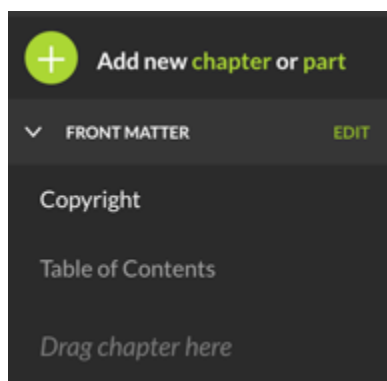 Add new chapter or part
FRONT MATTER EDIT
Copyright
Table of Contents
Drag chapter here